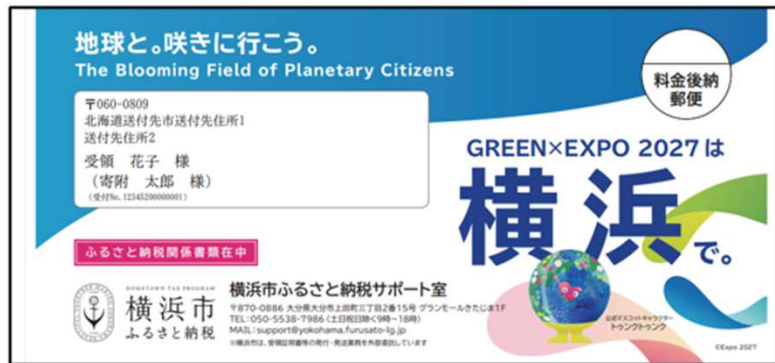 地球と。咲きに行こう。
The Blooming Field of Planetary Citizens
料金後納
郵便
〒060-0809
北海道送付先市送付先住所1
送付先住所2
受領 花子 様
(寄附 太郎 様)
(受付No. 12345200000001)
GREEN×EXPO 2027は
横浜で。
ふるさと納税関係書類在中
HOMETOWN TAX PROGRAM
横浜市
ふるさと納税
横浜市ふるさと納税サポート室
〒870-0886 大分県大分市上田町三丁目2番15号 グランモールきたじま1F
TEL:050-5538-7986 (土日祝日除く9時~18時)
MAIL:support@yokohama.furusato-lg.jp
※横浜市は、受領証明書等の発行・発送業務を外部委託しています
公式マスコットキャラクター
トゥンクトゥンク
©Expo 2027